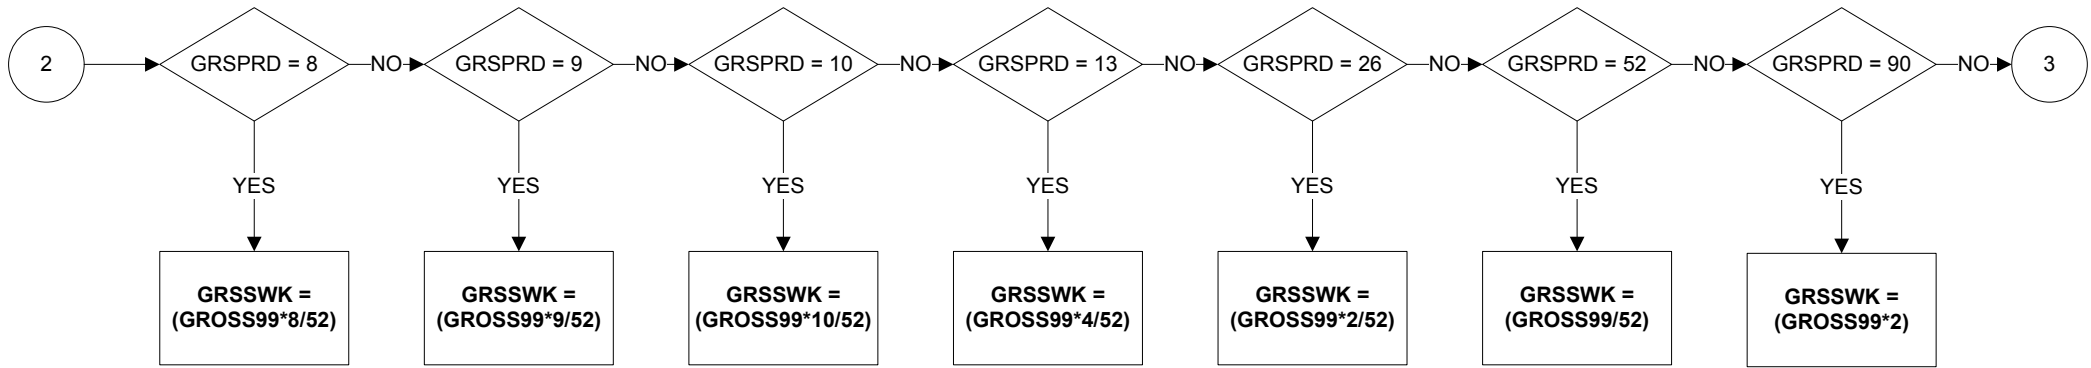 2
GRSPRD = 8
NO
GRSPRD = 9
NO
GRSPRD = 10
NO
GRSPRD = 13
NO
GRSPRD = 26
NO
GRSPRD = 52
NO
GRSPRD = 90
NO
3
YES
YES
YES
YES
YES
YES
YES
GRSSWK =
(GROSS99*8/52)
GRSSWK =
(GROSS99*9/52)
GRSSWK =
(GROSS99*10/52)
GRSSWK =
(GROSS99*4/52)
GRSSWK =
(GROSS99*2/52)
GRSSWK =
(GROSS99/52)
GRSSWK =
(GROSS99*2)